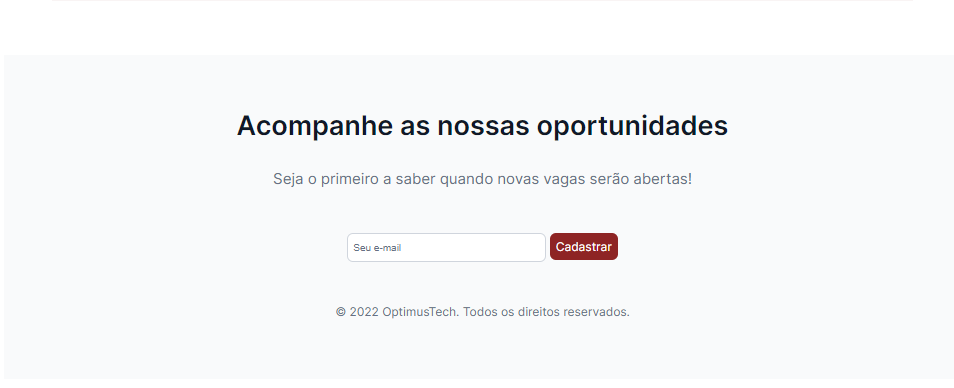 Acompanhe as nossas oportunidades
Seja o primeiro a saber quando novas vagas serão abertas!
Seu e-mail
Cadastrar
© 2022 OptimusTech. Todos os direitos reservados.